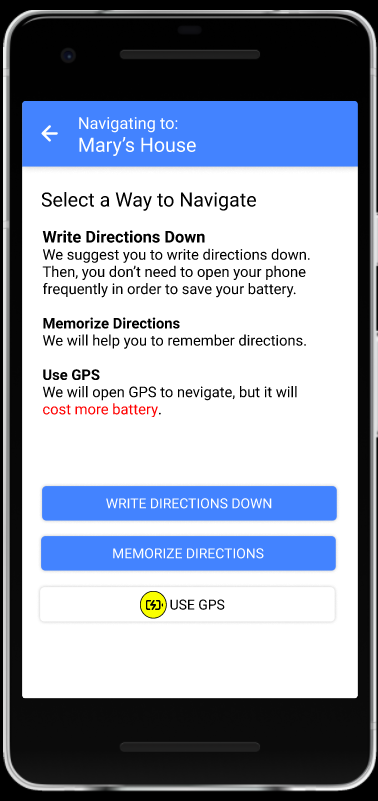 Navigating to:
Mary's House
Select a Way to Navigate
Write Directions Down
We suggest you to write directions down.
Then, you don't need to open your phone
frequently in order to save your battery.
Memorize Directions
We will help you to remember directions.
Use GPS
We will open GPS to nevigate, but it will
cost more battery.
WRITE DIRECTIONS DOWN
MEMORIZE DIRECTIONS
USE GPS